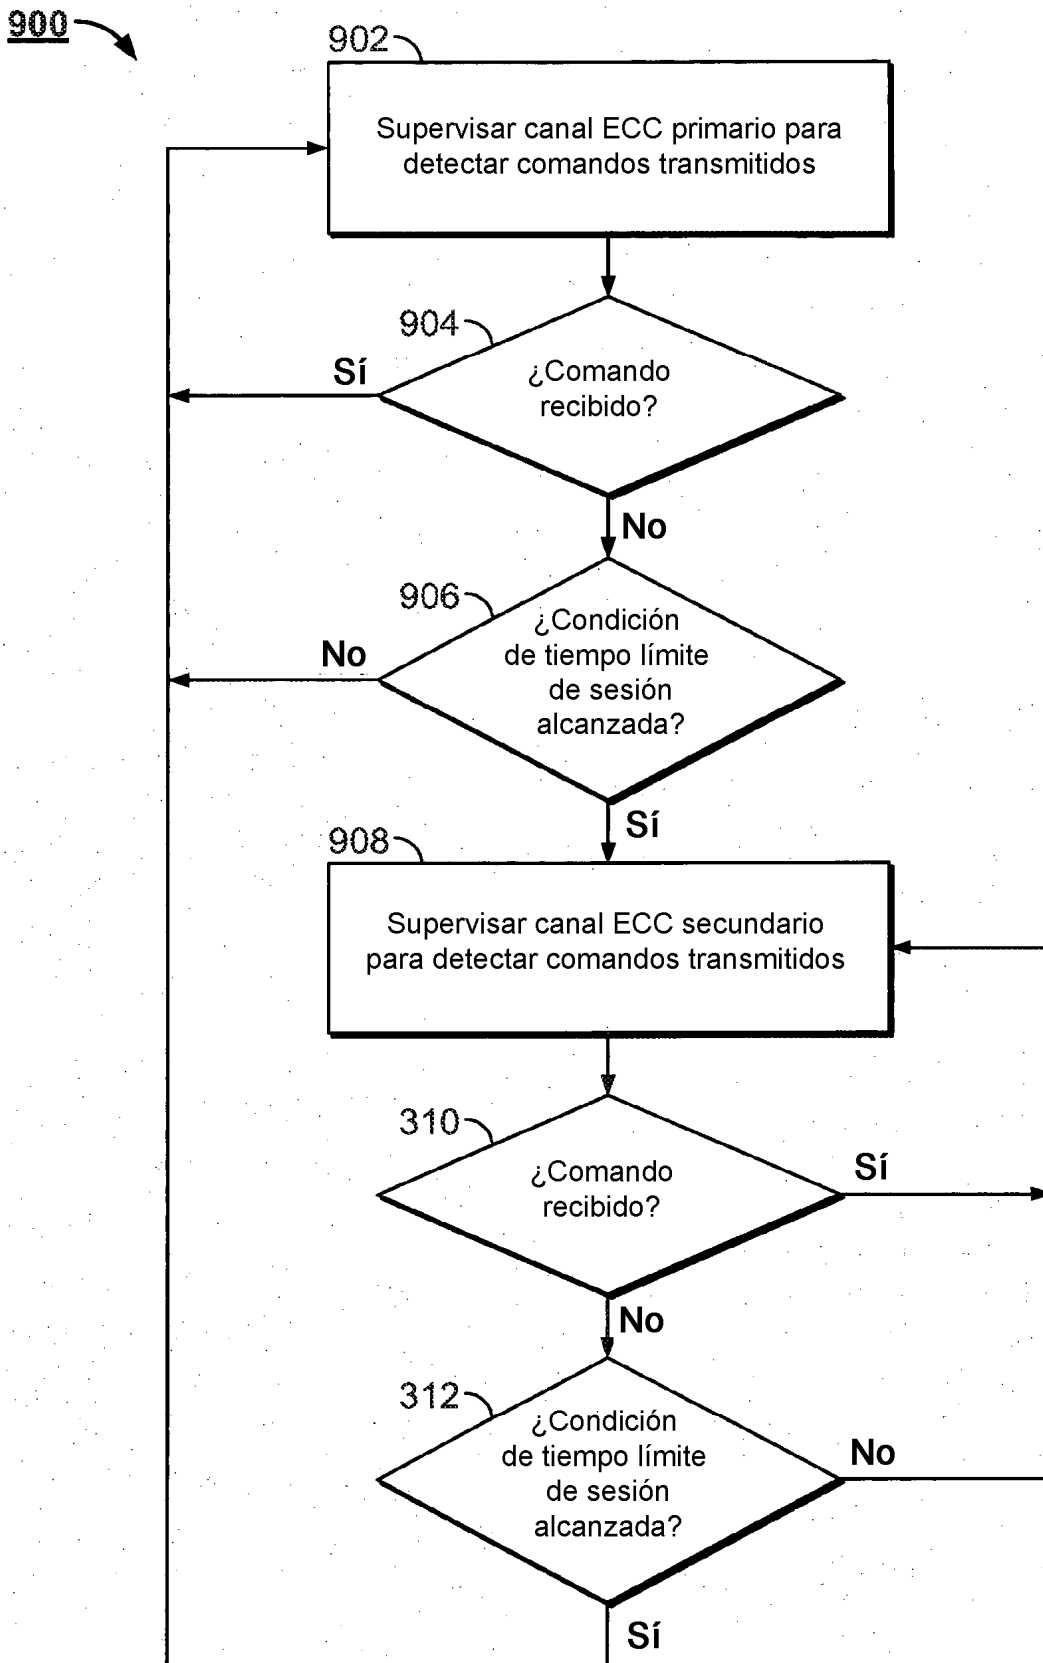 900
902
Supervisar canal ECC primario para
detectar comandos transmitidos
904
Sí
¿Comando
recibido?
No
906
No
¿Condición
de tiempo límite
de sesión
alcanzada?
Sí
908
Supervisar canal ECC secundario
para detectar comandos transmitidos
310
¿Comando
recibido?
Sí
No
312
¿Condición
de tiempo límite
de sesión
alcanzada?
No
Sí